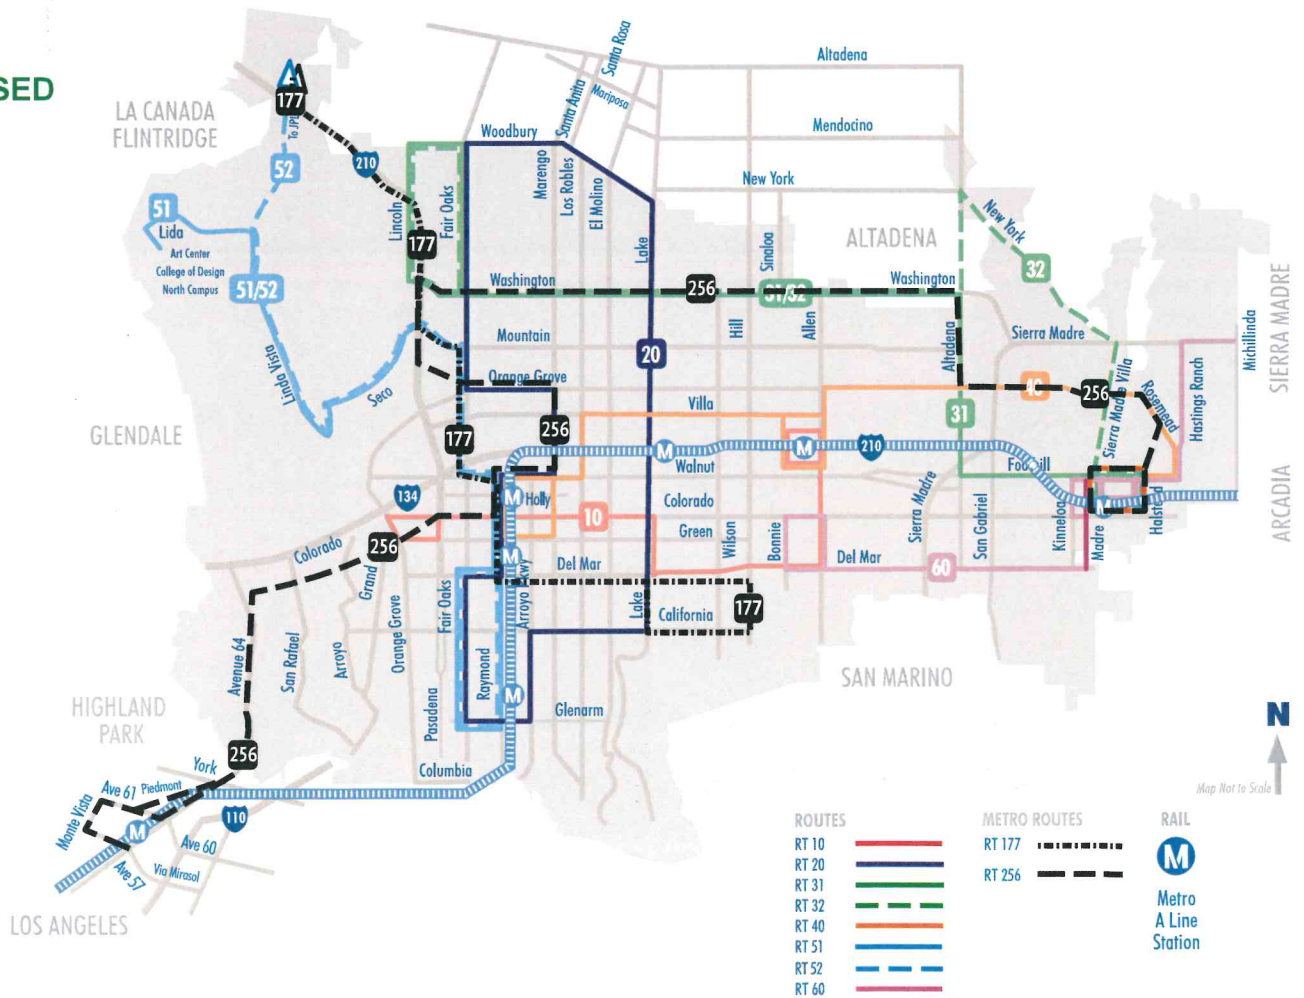 SED
LA CANADA
FLINTRIDGE
177
To JPL
52
210
51
Lida
Art Center
College of Design
North Campus
51/52
Linda Vista
Seco
GLENDALE
Lincoln
Fair Oaks
177
Woodbury
Marengo
Santa Anita
Los Robles
El Molino
Santa Rosa
Mariposa
Lake
Altadena
Mendocino
New York
Sinaloa
ALTADENA
New York
32
Washington
256
31/32
Washington
Mountain
Hill
Allen
Altadena
Sierra Madre
Michillinda
SIERRA MADRE
20
Orange Grove
40
256
Sierra Madre Villa
Rosemead
Hastings Ranch
Villa
31
177
256
M
M
210
Walnut
Foothill
134
M
Holly
10
Colorado
Green
Wilson
Bonnie
Sierra Madre
San Gabriel
Kinneloa
M
Madre
Halstead
ARCADIA
Colorado
256
Grand
M
Del Mar
Del Mar
60
Avenue 64
San Rafael
Arroyo
Orange Grove
Fair Oaks
Arroyo Pkwy
Lake
California
177
Pasadena
Raymond
M
Glenarm
SAN MARINO
HIGHLAND
PARK
256
York
Columbia
Ave 61
Piedmont
Monte Vista
M
110
Ave 60
Ave 57
Via Mirasol
LOS ANGELES
N
Map Not to Scale
ROUTES
RT 10
RT 20
RT 31
RT 32
RT 40
RT 51
RT 52
RT 60
METRO ROUTES
RT 177
RT 256
RAIL
M
Metro
A Line
Station